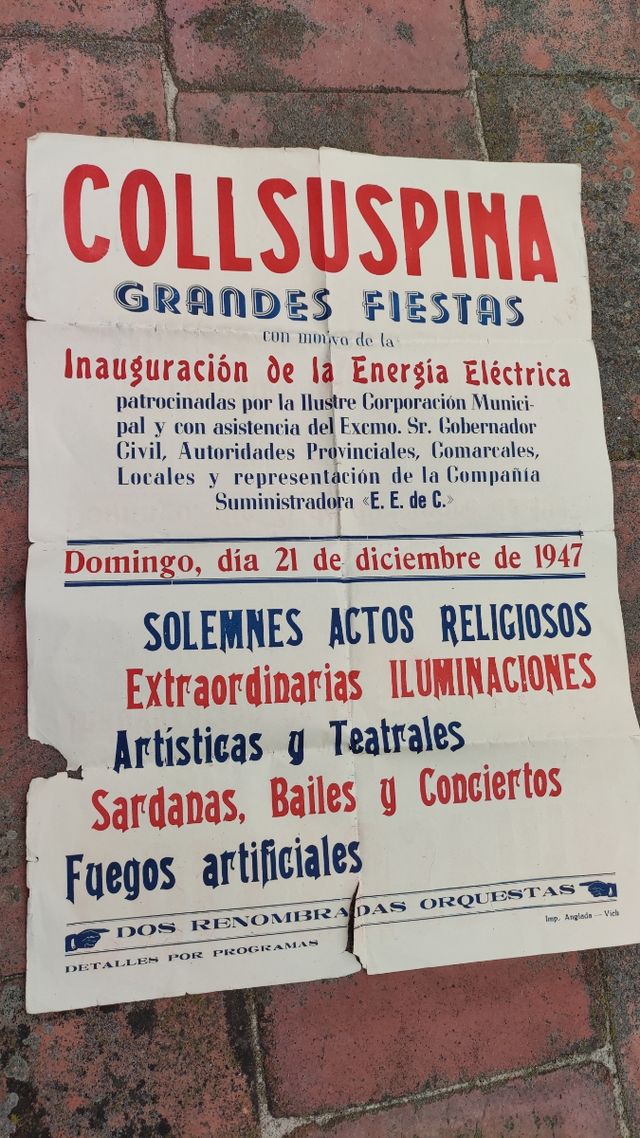 COLLSUSPINA
GRANDES FIESTAS
con motivo de la
Inauguración de la Energía Eléctrica
patrocinadas por la Ilustre Corporación Munici-
pal y con asistencia del Excmo. Sr. Gobernador
Civil, Autoridades Provinciales, Comarcales,
Locales y representación de la Compañía
Suministradora «E. E. de C.»
Domingo, día 21 de diciembre de 1947
SOLEMNES ACTOS RELIGIOSOS
Extraordinarias ILUMINACIONES
Artísticas y Teatrales
Sardanas, Bailes y Conciertos
Fuegos artificiales
DOS RENOMBRADAS ORQUESTAS
DETALLES POR PROGRAMAS
Imp. Anglada — Vich